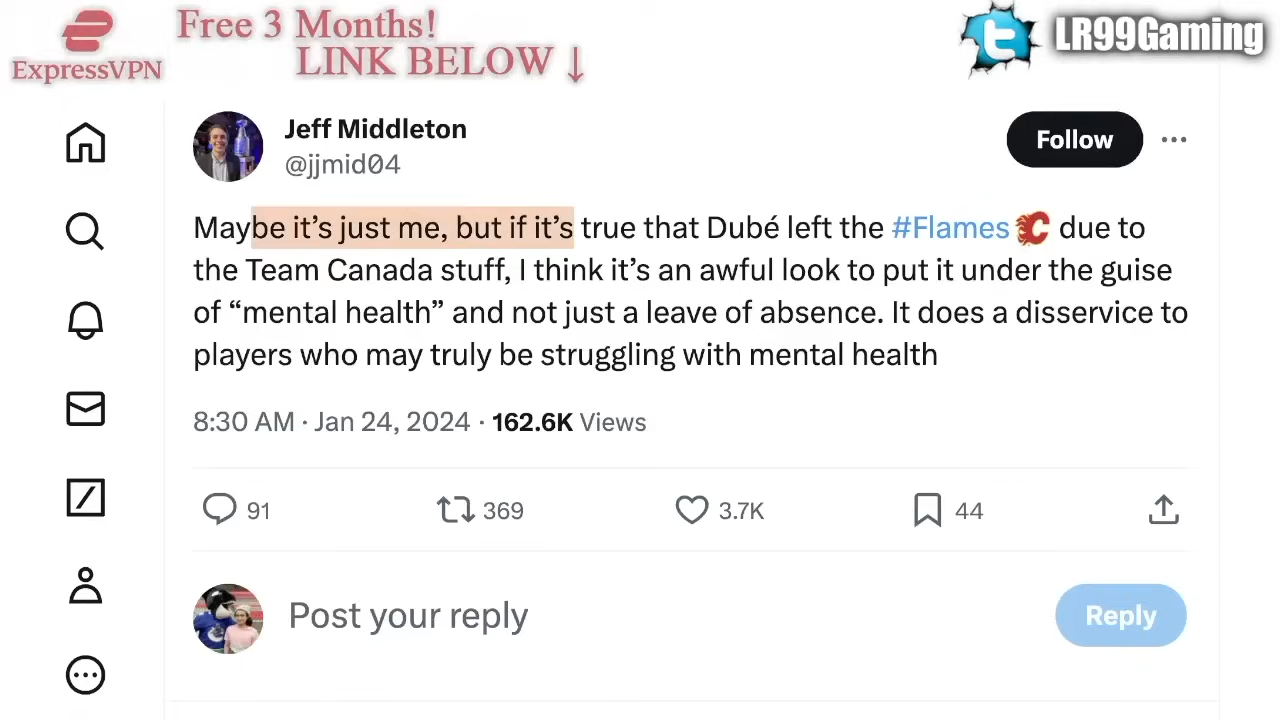 Free 3 Months!
LINK BELOW ↓
ExpressVPN
LR99Gaming
Jeff Middleton
@jjmid04
Follow
Maybe it's just me, but if it's true that Dubé left the #Flames due to
the Team Canada stuff, I think it's an awful look to put it under the guise
of “mental health” and not just a leave of absence. It does a disservice to
players who may truly be struggling with mental health
8:30 AM · Jan 24, 2024 · 162.6K Views
91
369
3.7K
44
Post your reply
Reply